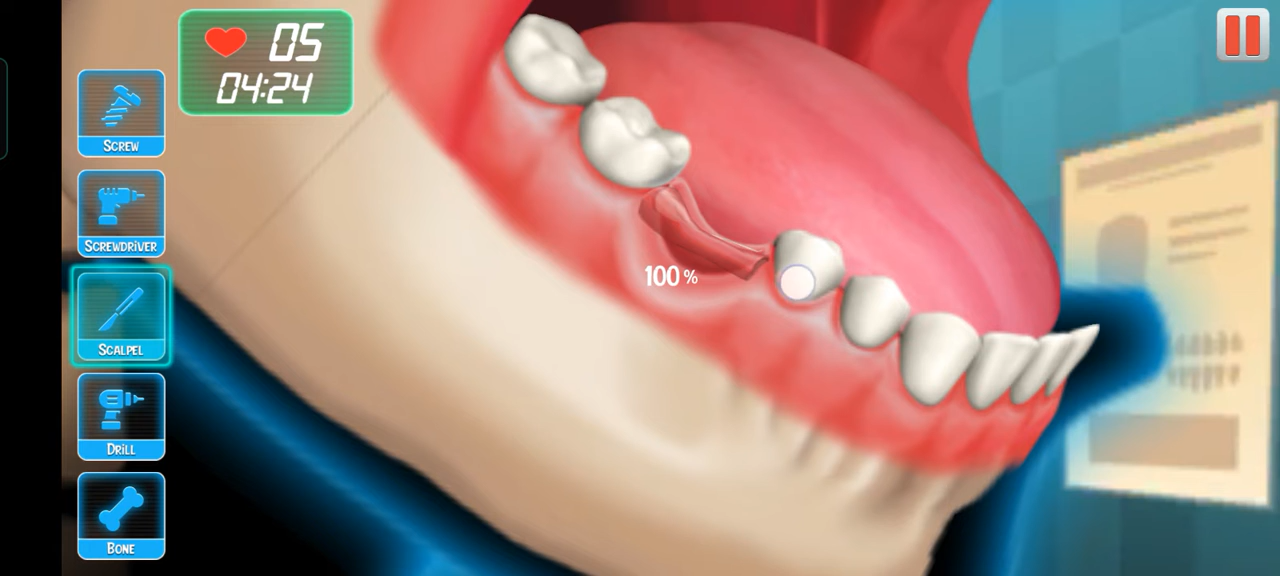 05
04:24
SCREW
SCREWDRIVER
SCALPEL
DRILL
BONE
100 %